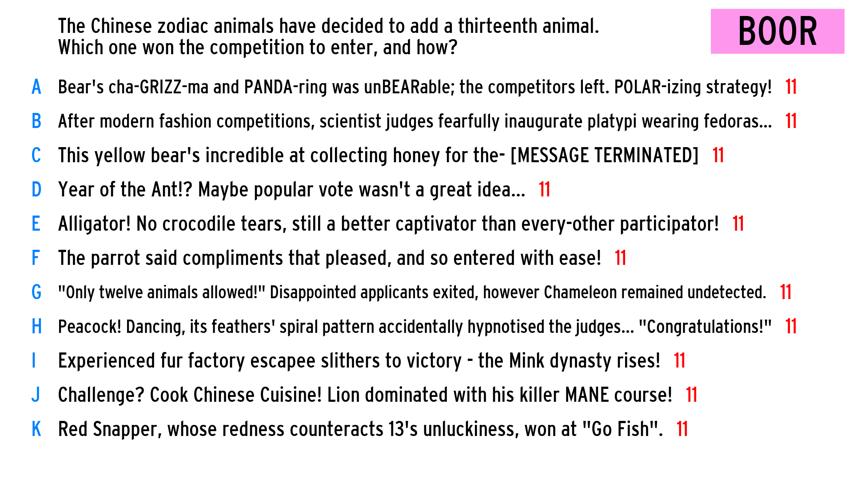 The Chinese zodiac animals have decided to add a thirteenth animal.
Which one won the competition to enter, and how?
BOOR
A Bear's cha-GRIZZ-ma and PANDA-ring was unBEARable; the competitors left. POLAR-izing strategy! 11
B After modern fashion competitions, scientist judges fearfully inaugurate platypi wearing fedoras... 11
C This yellow bear's incredible at collecting honey for the- [MESSAGE TERMINATED] 11
D Year of the Ant!? Maybe popular vote wasn't a great idea... 11
E Alligator! No crocodile tears, still a better captivator than every-other participator! 11
F The parrot said compliments that pleased, and so entered with ease! 11
G "Only twelve animals allowed!" Disappointed applicants exited, however Chameleon remained undetected. 11
H Peacock! Dancing, its feathers' spiral pattern accidentally hypnotised the judges... "Congratulations!" 11
I Experienced fur factory escapee slithers to victory - the Mink dynasty rises! 11
J Challenge? Cook Chinese Cuisine! Lion dominated with his killer MANE course! 11
K Red Snapper, whose redness counteracts 13's unluckiness, won at "Go Fish". 11